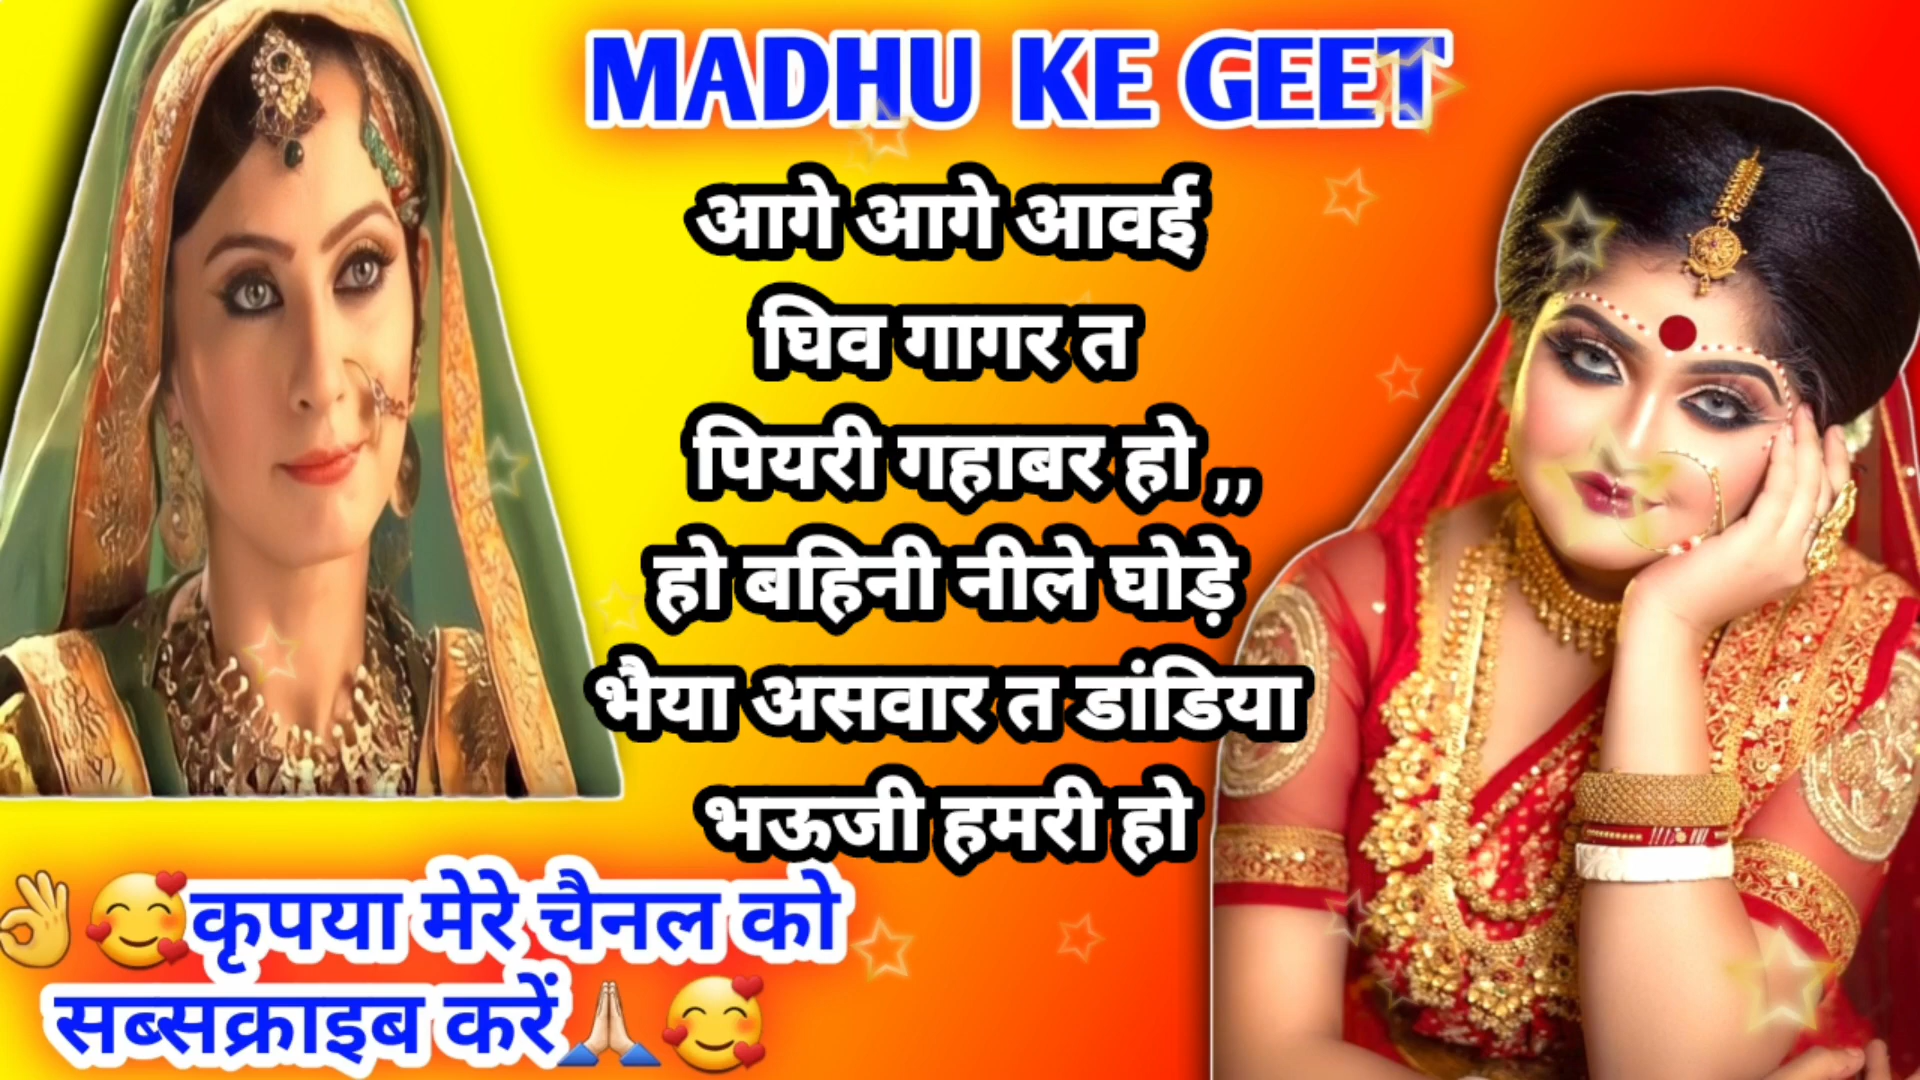 MADHU KE GEET
आगे आगे आवई
घिव गागर त
पियरी गहाबर हो ,,
हो बहिनी नीले घोड़े
भैया असवार त डांडिया
भऊजी हमरी हो
👌🥰कृपया मेरे चैनल को
सब्सक्राइब करें🙏🥰